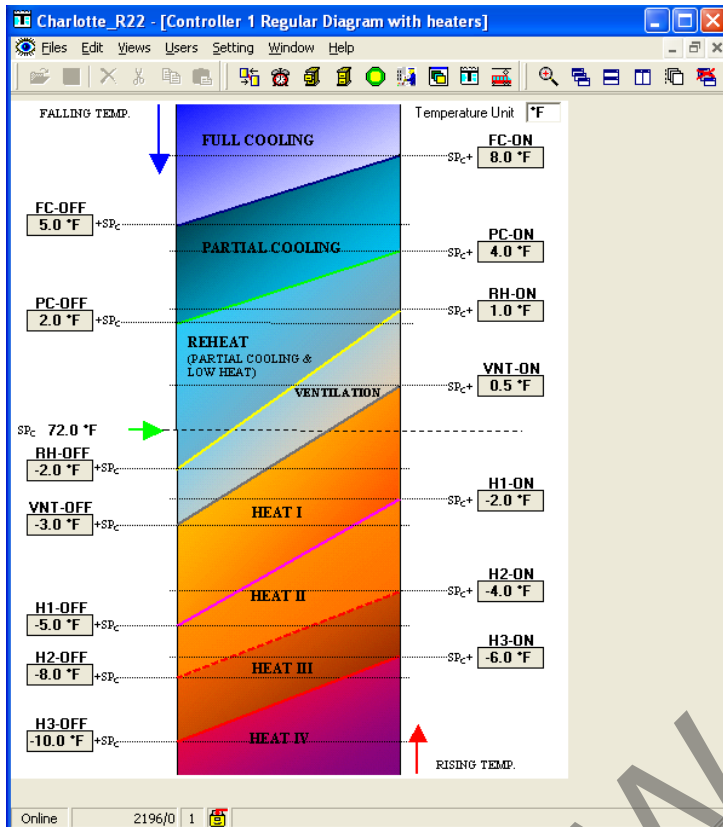 Charlotte_R22 - [Controller 1 Regular Diagram with heaters]
Files Edit Views Users Setting Window Help
FALLING TEMP.
Temperature Unit °F
FULL COOLING
FC-ON
SPC+ 8.0 °F
FC-OFF
5.0 °F +SPC
PARTIAL COOLING
PC-ON
SPC+ 4.0 °F
PC-OFF
2.0 °F +SPC
RH-ON
SPC+ 1.0 °F
REHEAT
(PARTIAL COOLING &
LOW HEAT)
VNT-ON
SPC+ 0.5 °F
VENTILATION
SPC 72.0 °F
RH-OFF
-2.0 °F +SPC
H1-ON
SPC+ -2.0 °F
VNT-OFF
-3.0 °F +SPC
HEAT I
H2-ON
SPC+ -4.0 °F
HEAT II
H1-OFF
-5.0 °F +SPC
H3-ON
SPC+ -6.0 °F
H2-OFF
-8.0 °F +SPC
HEAT III
H3-OFF
-10.0 °F +SPC
HEAT IV
RISING TEMP.
Online 2196/0 1